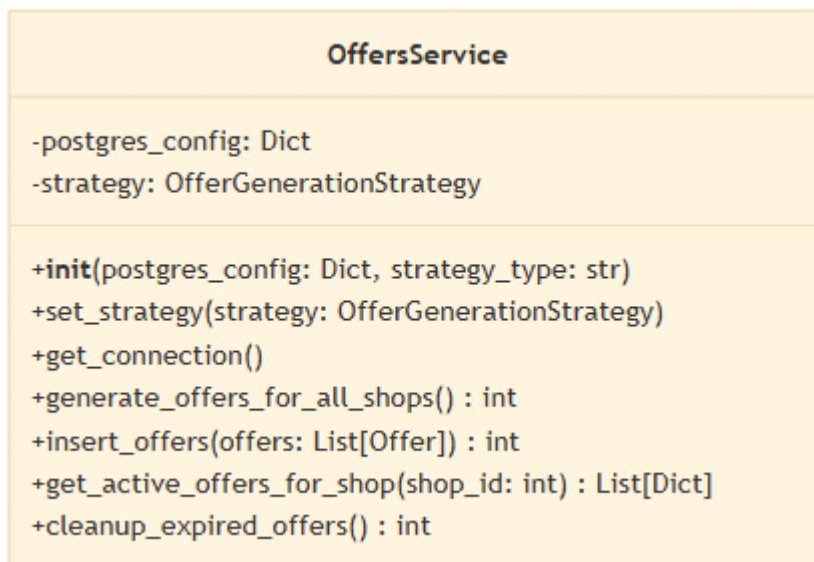 OffersService
-postgres_config: Dict
-strategy: OfferGenerationStrategy
+init(postgres_config: Dict, strategy_type: str)
+set_strategy(strategy: OfferGenerationStrategy)
+get_connection()
+generate_offers_for_all_shops() : int
+insert_offers(offers: List[Offer]) : int
+get_active_offers_for_shop(shop_id: int) : List[Dict]
+cleanup_expired_offers() : int